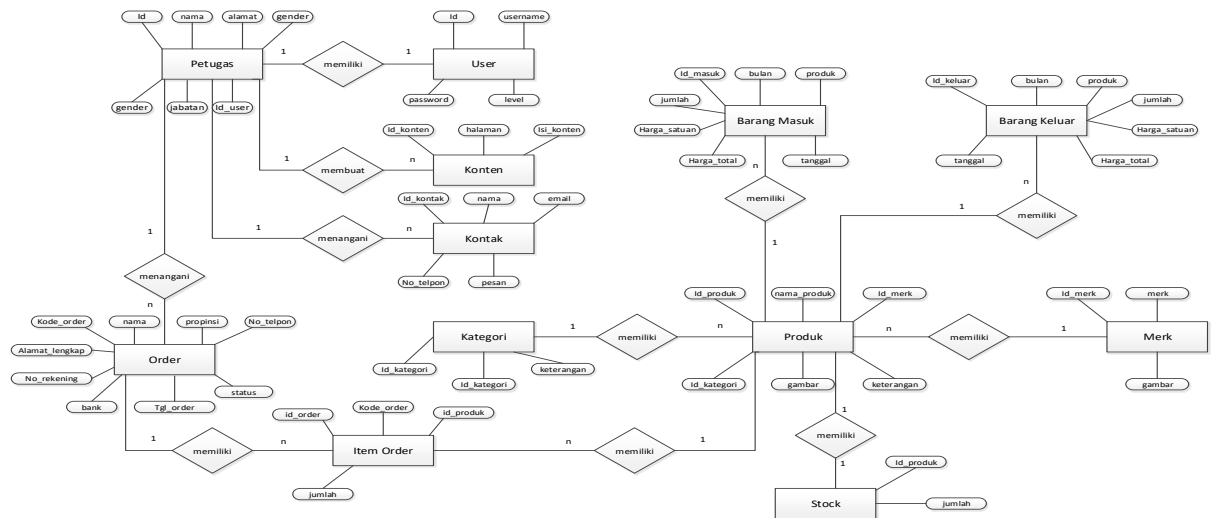 Id
nama
alamat
gender
Petugas
1
memiliki
1
Id
username
User
password
level
gender
jabatan
Id_user
Id_konten
halaman
Isi_konten
1
membuat
n
Konten
Id_kontak
nama
email
1
menangani
n
Kontak
No_telpon
pesan
Id_masuk
bulan
produk
jumlah
Barang Masuk
Harga_satuan
Harga_total
tanggal
n
memiliki
1
Id_keluar
bulan
produk
jumlah
Barang Keluar
Harga_satuan
tanggal
Harga_total
n
1
memiliki
1
menangani
n
Kode_order
nama
propinsi
No_telpon
Alamat_lengkap
Order
No_rekening
status
bank
Tgl_order
Kategori
1
memiliki
n
Id_kategori
Id_kategori
keterangan
Id_produk
nama_produk
Id_merk
Produk
Id_kategori
gambar
keterangan
n
memiliki
1
Id_merk
merk
Merk
gambar
1
memiliki
n
id_order
Kode_order
id_produk
Item Order
jumlah
n
memiliki
1
1
memiliki
1
Id_produk
Stock
jumlah